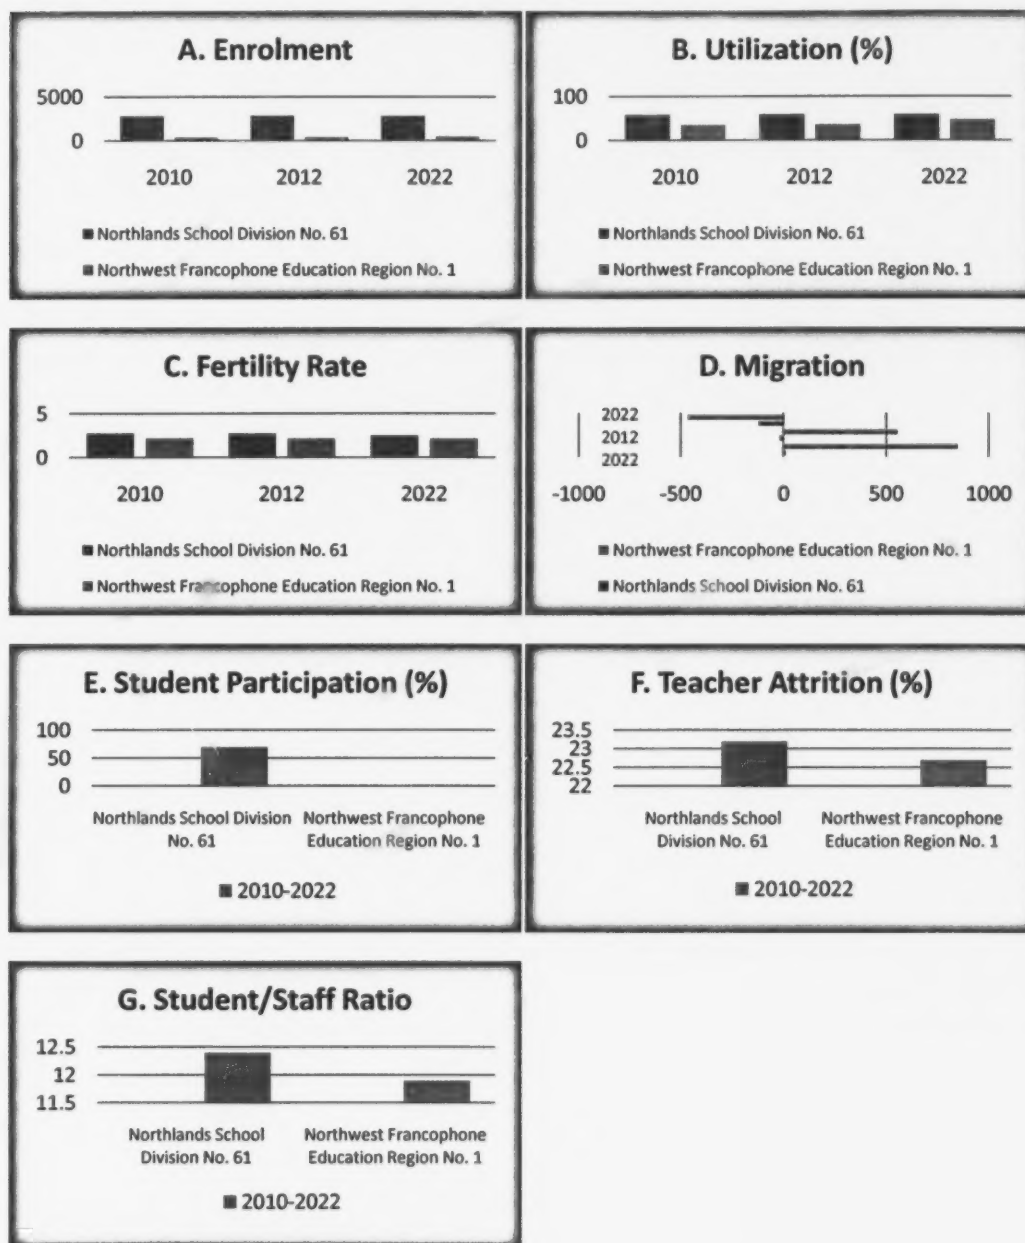 A. Enrolment
5000
0
2010 2012 2022
■ Northlands School Division No. 61
■ Northwest Francophone Education Region No. 1
B. Utilization (%)
100
0
2010 2012 2022
■ Northlands School Division No. 61
■ Northwest Francophone Education Region No. 1
C. Fertility Rate
5
0
2010 2012 2022
■ Northlands School Division No. 61
■ Northwest Francophone Education Region No. 1
D. Migration
2022
2012
2022
-1000 -500 0 500 1000
■ Northwest Francophone Education Region No. 1
■ Northlands School Division No. 61
E. Student Participation (%)
100
50
0
Northlands School Division Northwest Francophone
No. 61 Education Region No. 1
■ 2010-2022
F. Teacher Attrition (%)
23.5
23
22.5
22
Northlands School Northwest Francophone
Division No. 61 Education Region No. 1
■ 2010-2022
G. Student/Staff Ratio
12.5
12
11.5
Northlands School Northwest Francophone
Division No. 61 Education Region No. 1
■ 2010-2022